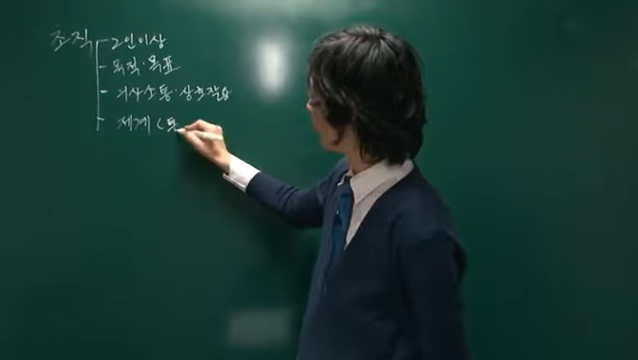 조직 - 2인이상
- 목적·목표
- 의사소통·상호작용
- 체계 (